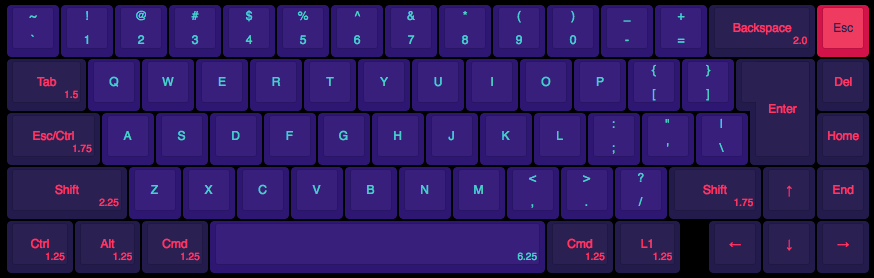 ~ ! @ # $ % ^ & * ( ) _ + Backspace Esc
` 1 2 3 4 5 6 7 8 9 0 - = 2.0
Tab Q W E R T Y U I O P { } Enter Del
1.5 [ ]
Esc/Ctrl A S D F G H J K L : " | Home
1.75 ; ' \
Shift Z X C V B N M < > ? Shift ↑ End
2.25 , . / 1.75
Ctrl Alt Cmd Cmd L1 ← ↓ →
1.25 1.25 1.25 6.25 1.25 1.25